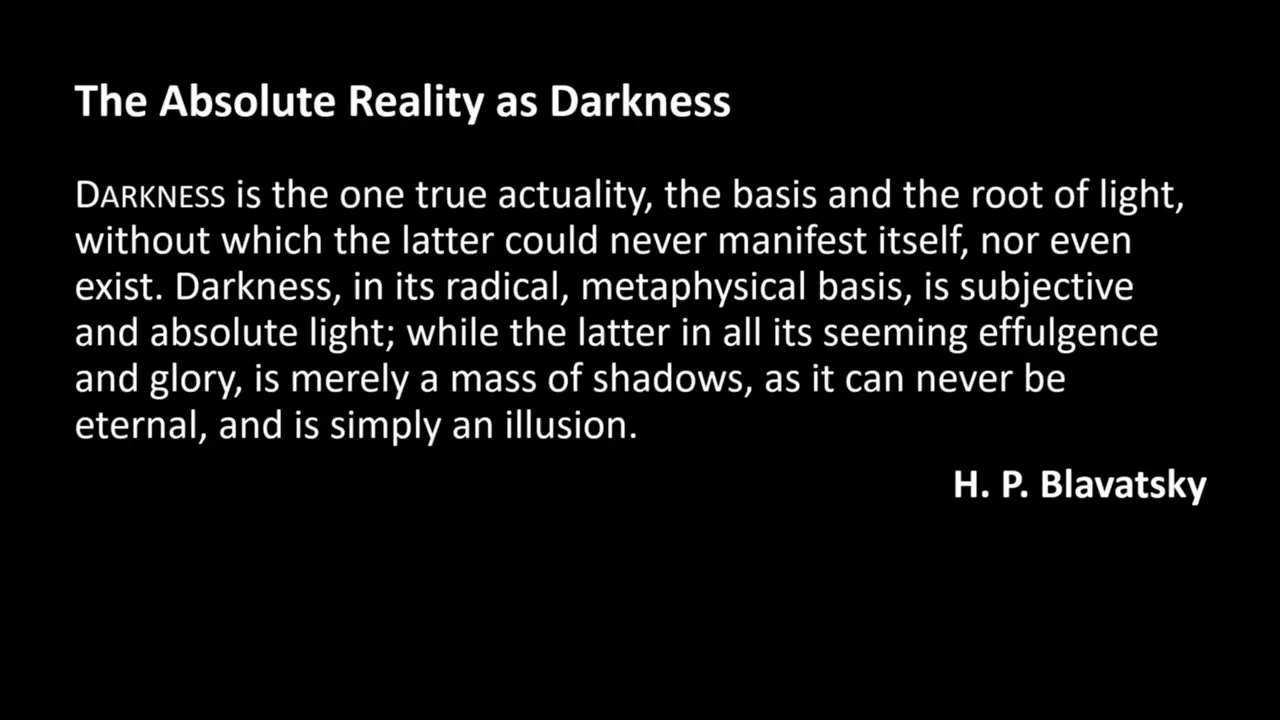 The Absolute Reality as Darkness
DARKNESS is the one true actuality, the basis and the root of light,
without which the latter could never manifest itself, nor even
exist. Darkness, in its radical, metaphysical basis, is subjective
and absolute light; while the latter in all its seeming effulgence
and glory, is merely a mass of shadows, as it can never be
eternal, and is simply an illusion.
H. P. Blavatsky